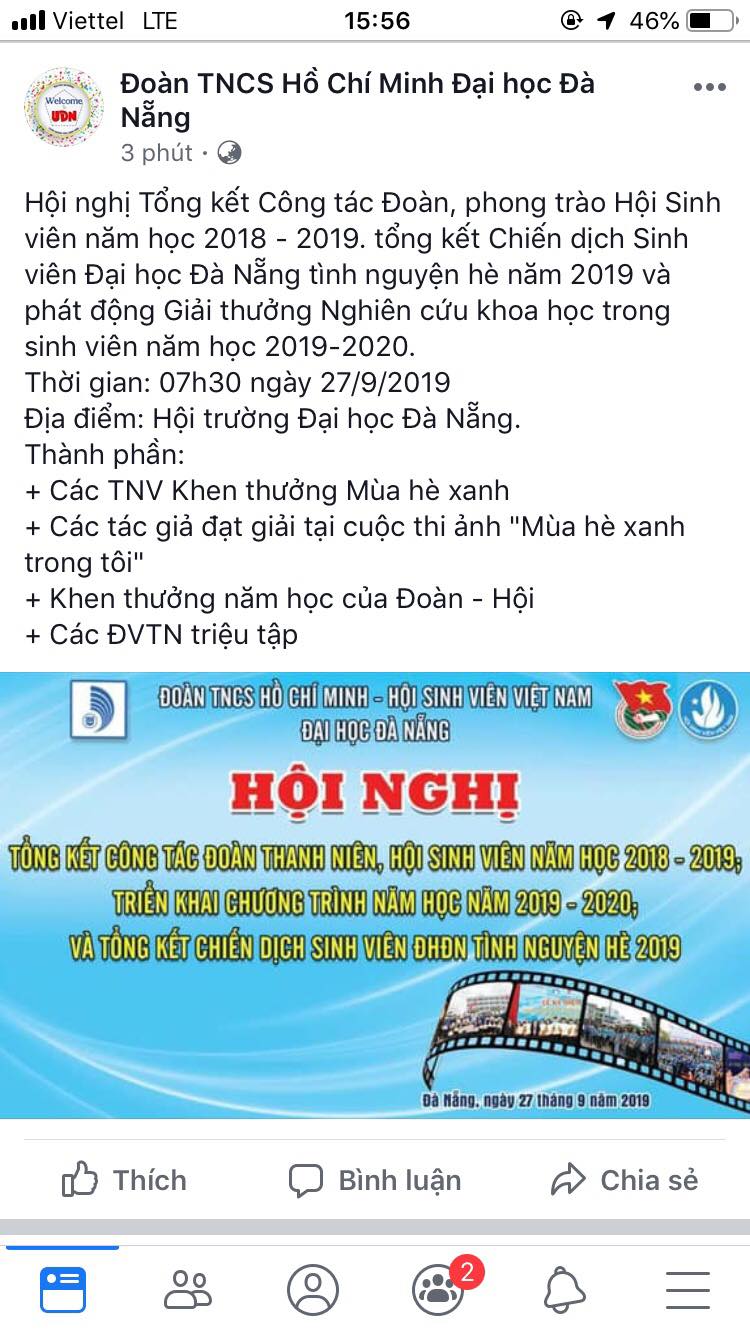 Viettel LTE 15:56 46%
Đoàn TNCS Hồ Chí Minh Đại học Đà
Nẵng
3 phút ·
Welcome
UDN
Hội nghị Tổng kết Công tác Đoàn, phong trào Hội Sinh
viên năm học 2018 - 2019. tổng kết Chiến dịch Sinh
viên Đại học Đà Nẵng tình nguyện hè năm 2019 và
phát động Giải thưởng Nghiên cứu khoa học trong
sinh viên năm học 2019-2020.
Thời gian: 07h30 ngày 27/9/2019
Địa điểm: Hội trường Đại học Đà Nẵng.
Thành phần:
+ Các TNV Khen thưởng Mùa hè xanh
+ Các tác giả đạt giải tại cuộc thi ảnh "Mùa hè xanh
trong tôi"
+ Khen thưởng năm học của Đoàn - Hội
+ Các ĐVTN triệu tập
ĐOÀN TNCS HỒ CHÍ MINH - HỘI SINH VIÊN VIỆT NAM
ĐẠI HỌC ĐÀ NẴNG
HỘI NGHỊ
TỔNG KẾT CÔNG TÁC ĐOÀN THANH NIÊN, HỘI SINH VIÊN NĂM HỌC 2018 - 2019;
TRIỂN KHAI CHƯƠNG TRÌNH NĂM HỌC NĂM 2019 - 2020;
VÀ TỔNG KẾT CHIẾN DỊCH SINH VIÊN ĐHĐN TÌNH NGUYỆN HÈ 2019
Đà Nẵng, ngày 27 tháng 9 năm 2019
Thích Bình luận Chia sẻ
2